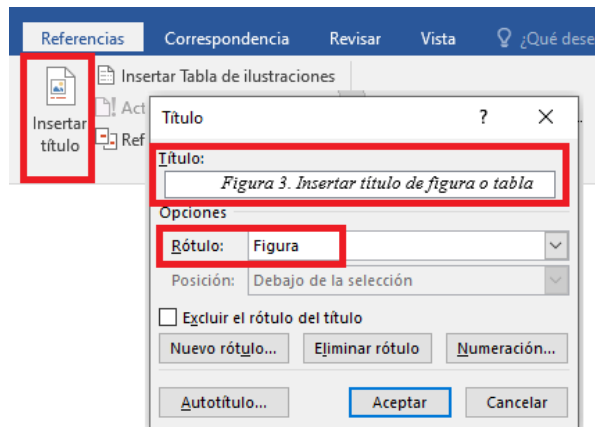 Referencias Correspondencia Revisar Vista ¿Qué dese
Insertar título
Insertar Tabla de ilustraciones
Act
Ref
Título ? X
Título:
Figura 3. Insertar título de figura o tabla
Opciones
Rótulo: Figura
Posición: Debajo de la selección
Excluir el rótulo del título
Nuevo rótulo... Eliminar rótulo Numeración...
Autotítulo... Aceptar Cancelar